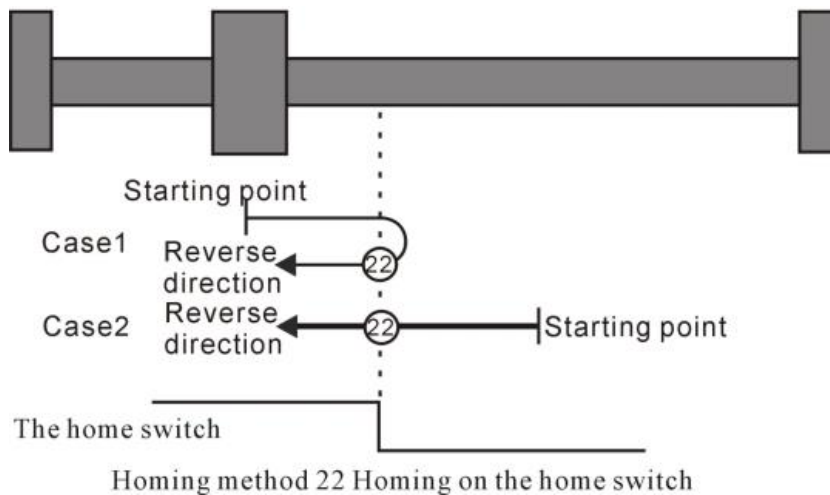 Starting point
Case1
Reverse
direction
22
Case2
Reverse
direction
22
Starting point
The home switch
Homing method 22 Homing on the home switch